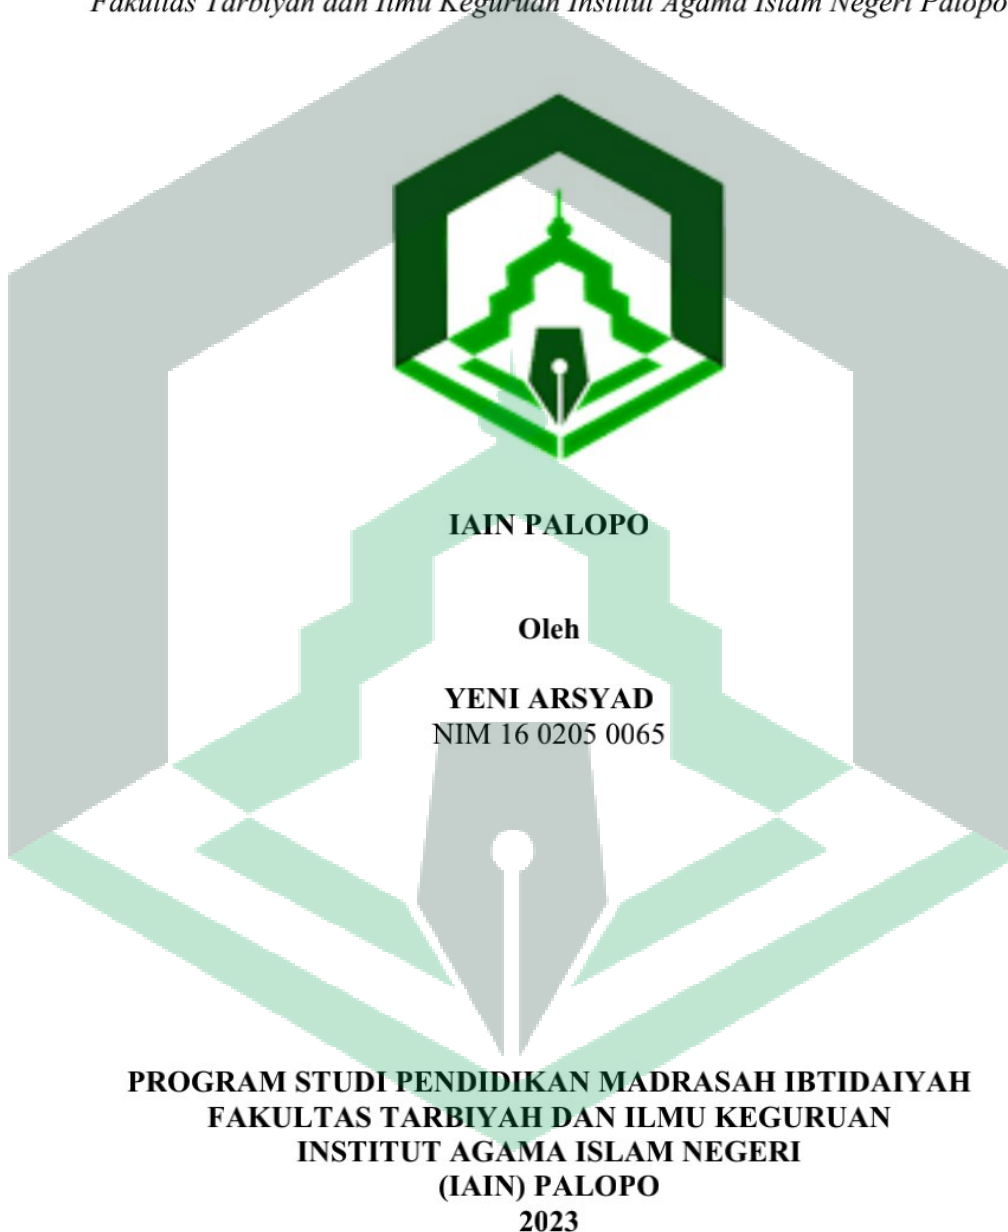 Fakultas Tarbiyah dan Ilmu Keguruan Institut Agama Islam Negeri Palopo
IAIN PALOPO
Oleh
YENI ARSYAD
NIM 16 0205 0065
PROGRAM STUDI PENDIDIKAN MADRASAH IBTIDAIYAH
FAKULTAS TARBIYAH DAN ILMU KEGURUAN
INSTITUT AGAMA ISLAM NEGERI
(IAIN) PALOPO
2023